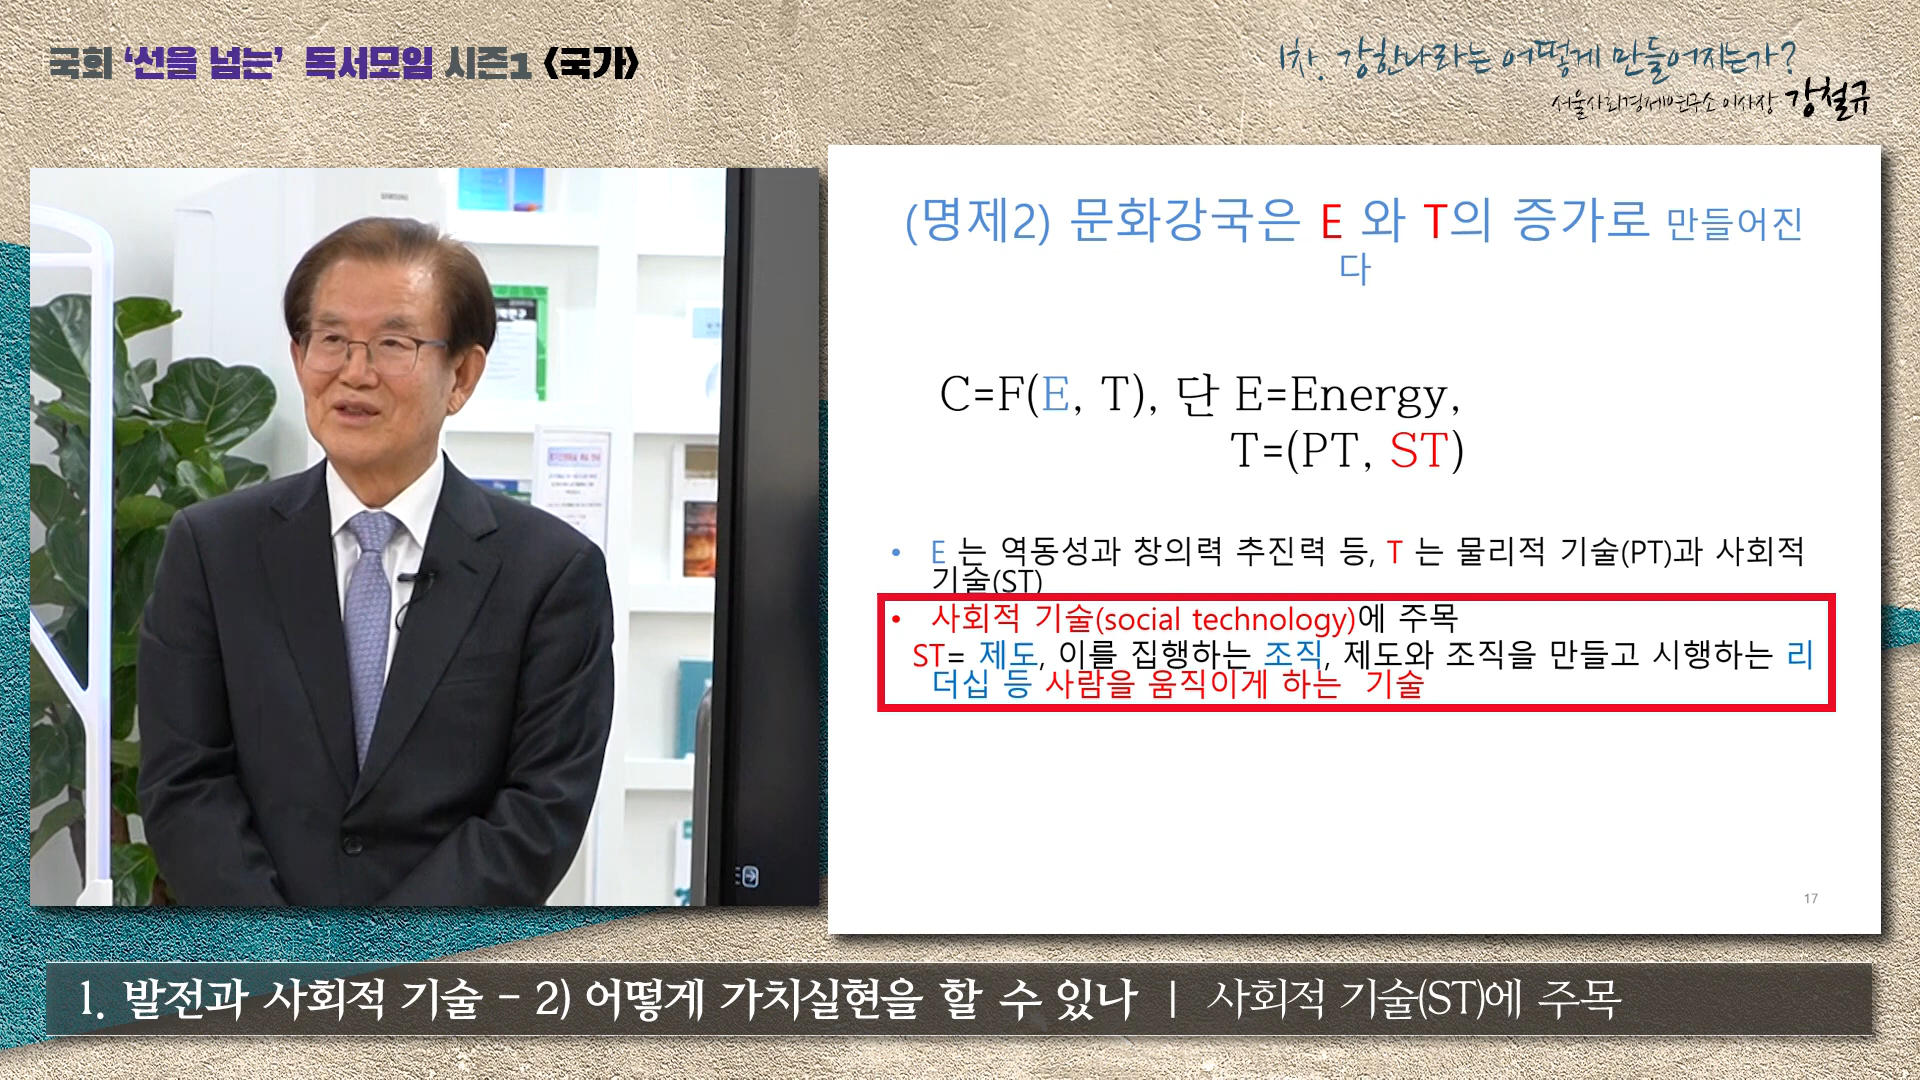 국회 '선을 넘는' 독서모임 시즌1 <국가>
1차. 강한나라는 어떻게 만들어지는가?
서울사회경제연구소 이사장 강철규
SAMSUNG
(명제2) 문화강국은 E 와 T의 증가로 만들어진
다
C=F(E, T), 단 E=Energy,
T=(PT, ST)
• E 는 역동성과 창의력 추진력 등, T 는 물리적 기술(PT)과 사회적
기술(ST)
• 사회적 기술(social technology)에 주목
ST= 제도, 이를 집행하는 조직, 제도와 조직을 만들고 시행하는 리
더십 등 사람을 움직이게 하는 기술
17
1. 발전과 사회적 기술 - 2) 어떻게 가치실현을 할 수 있나 | 사회적 기술(ST)에 주목